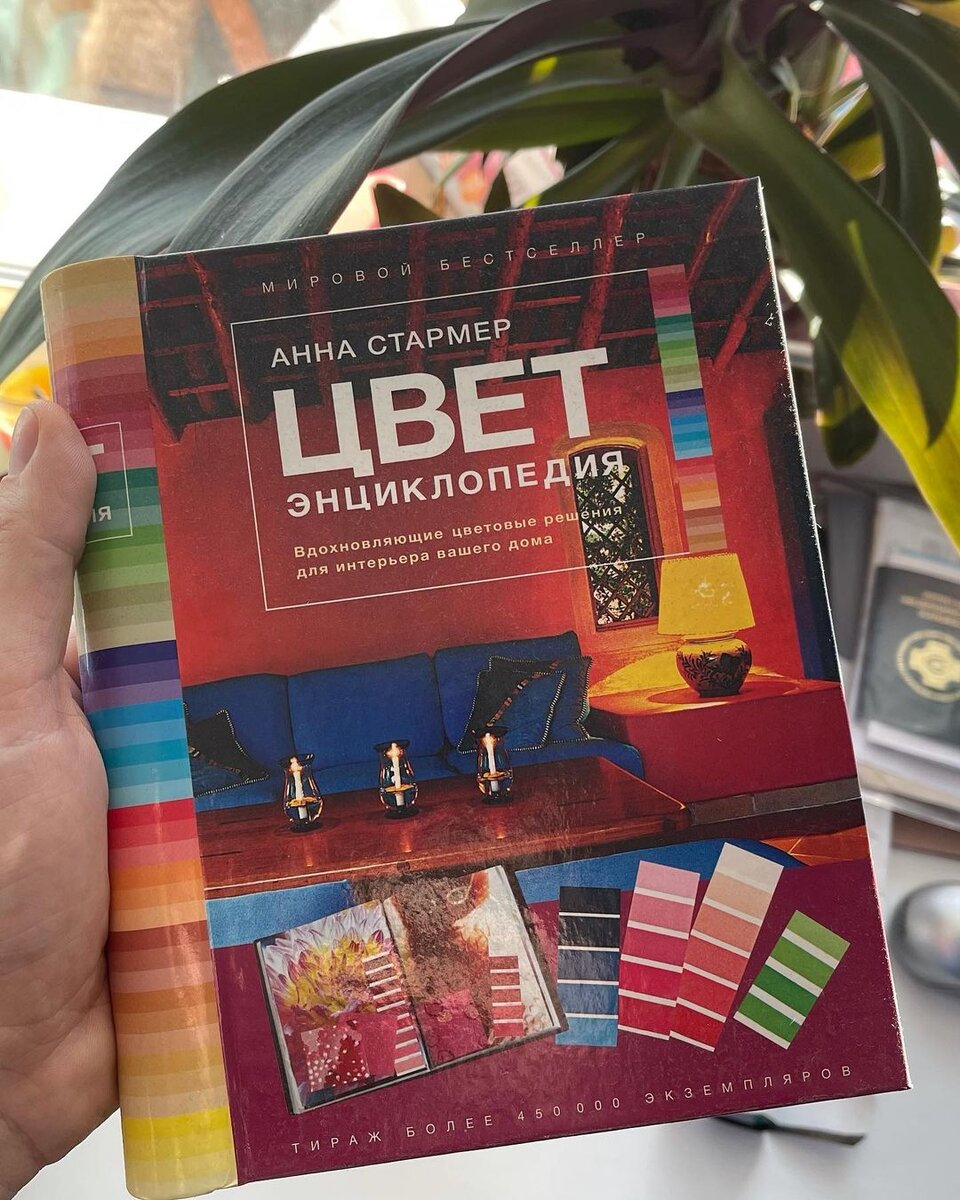 МИРОВОЙ БЕСТСЕЛЛЕР
АННА СТАРМЕР
ЦВЕТ
ЭНЦИКЛОПЕДИЯ
Вдохновляющие цветовые решения
для интерьера вашего дома
ТИРАЖ БОЛЕЕ 450 000 ЭКЗЕМПЛЯРОВ